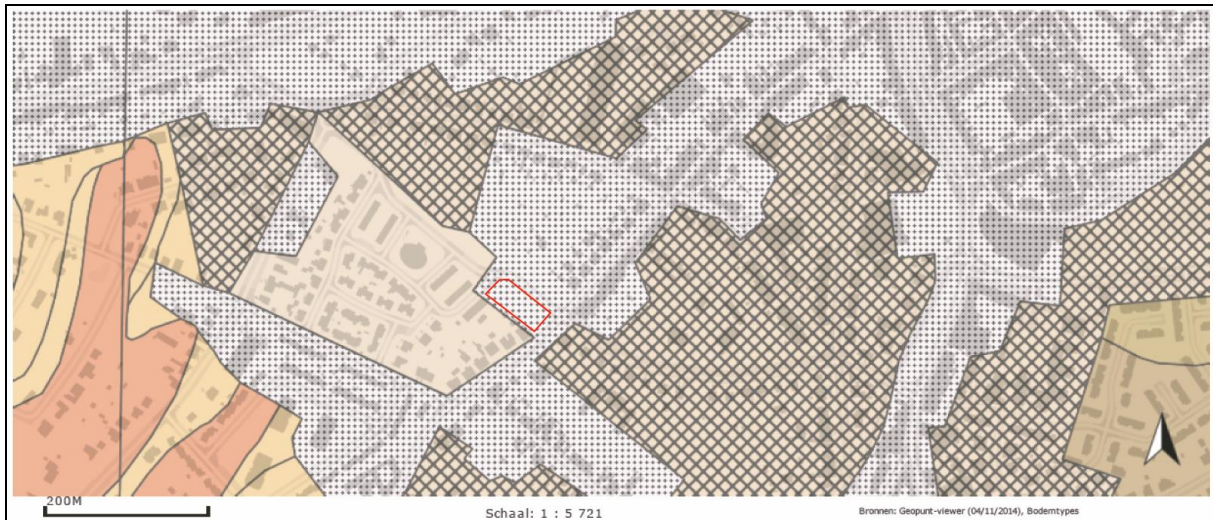 200M
Schaal: 1 : 5 721
Bronnen: Geopunt-viewer (04/11/2014), Bodemtypes